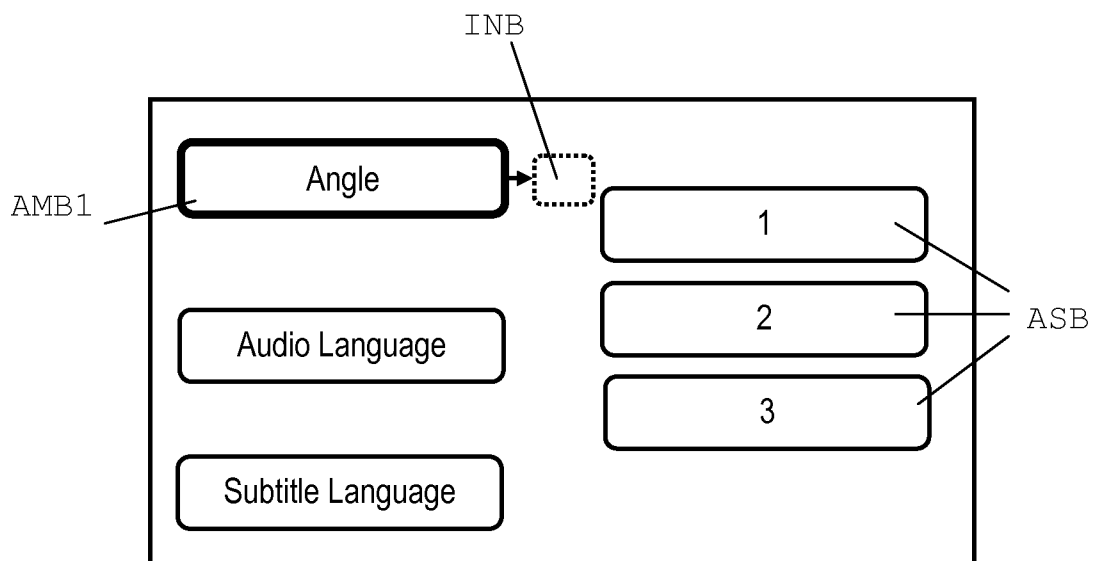 INB
Angle
AMB1
1
2
ASB
Audio Language
3
Subtitle Language